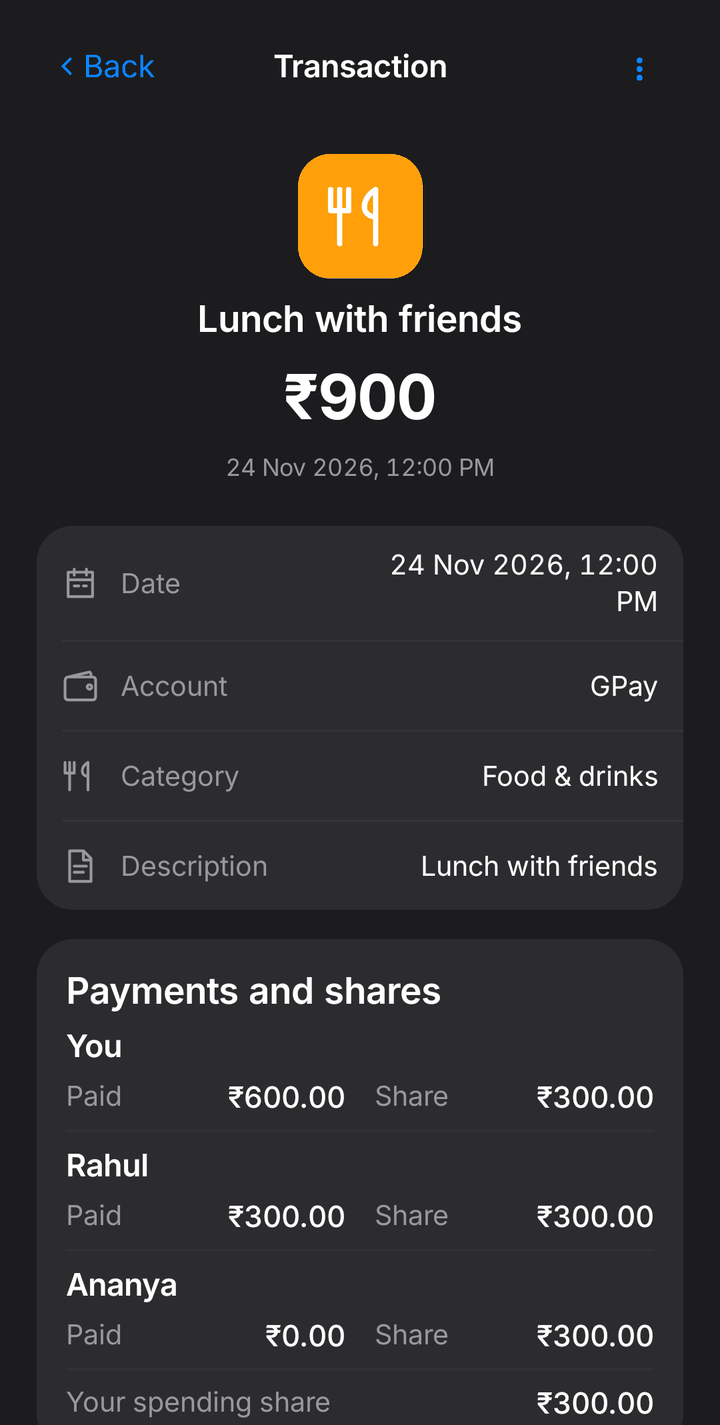 Back
Transaction
Lunch with friends
₹900
24 Nov 2026, 12:00 PM
Date 24 Nov 2026, 12:00
PM
Account GPay
Category Food & drinks
Description Lunch with friends
Payments and shares
You
Paid ₹600.00 Share ₹300.00
Rahul
Paid ₹300.00 Share ₹300.00
Ananya
Paid ₹0.00 Share ₹300.00
Your spending share ₹300.00